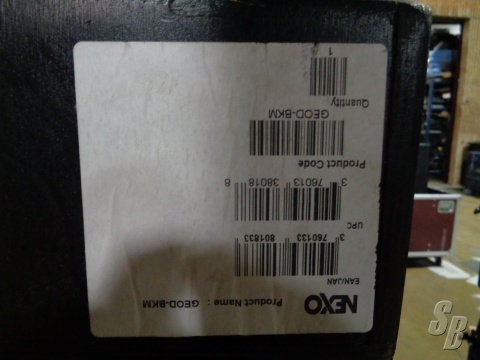 NEXO
Product Name : GEOD-BKM
EAN/JAN
3 760133 801833
UPC
3 76013 38018 8
Product Code
GEOD-BKM
Quantity
1
SB